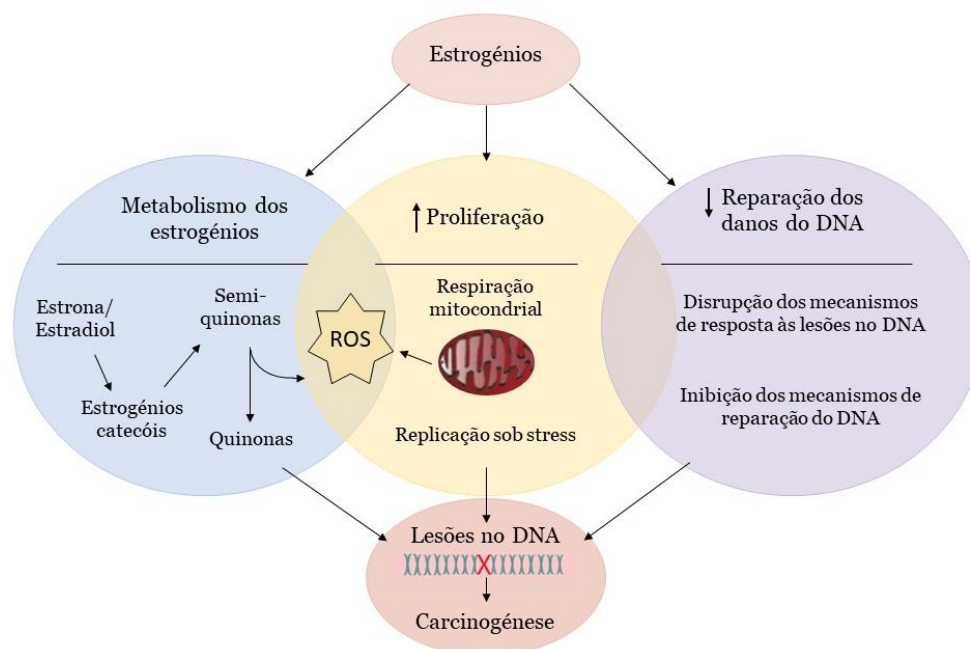 Estrogénios
Metabolismo dos
estrogénios
Estrona/
Estradiol
Semi-
quinonas
Estrogénios
catecóis
Quinonas
ROS
Proliferação
Respiração
mitocondrial
Replicação sob stress
Reparação dos
danos do DNA
Disrupção dos mecanismos
de resposta às lesões no DNA
Inibição dos mecanismos de
reparação do DNA
Lesões no DNA
X
Carcinogénese